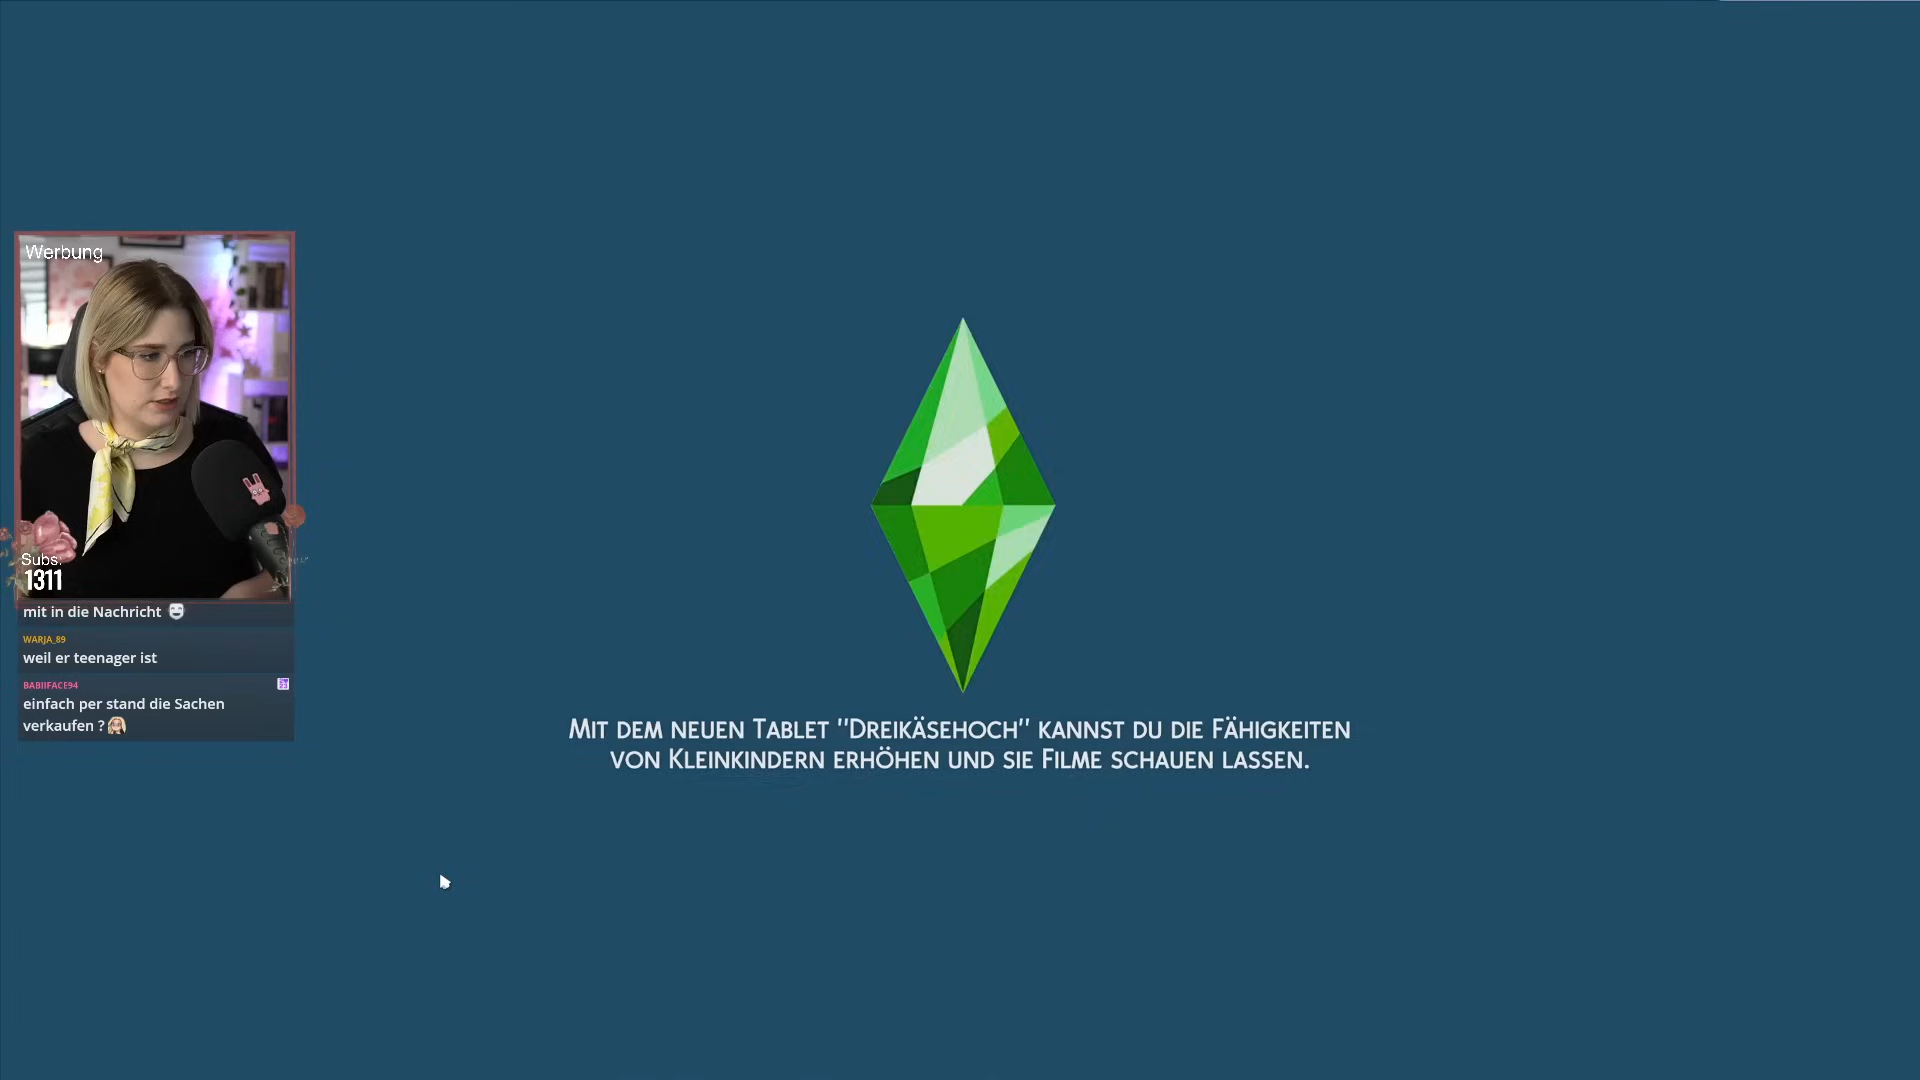 Werbung
Subs:
1311
mit in die Nachricht
WARJA_89
weil er teenager ist
BABIIFACE94
einfach per stand die Sachen
verkaufen ?
Mit dem neuen Tablet "Dreikäsehoch" kannst du die Fähigkeiten
von Kleinkindern erhöhen und sie Filme schauen lassen.